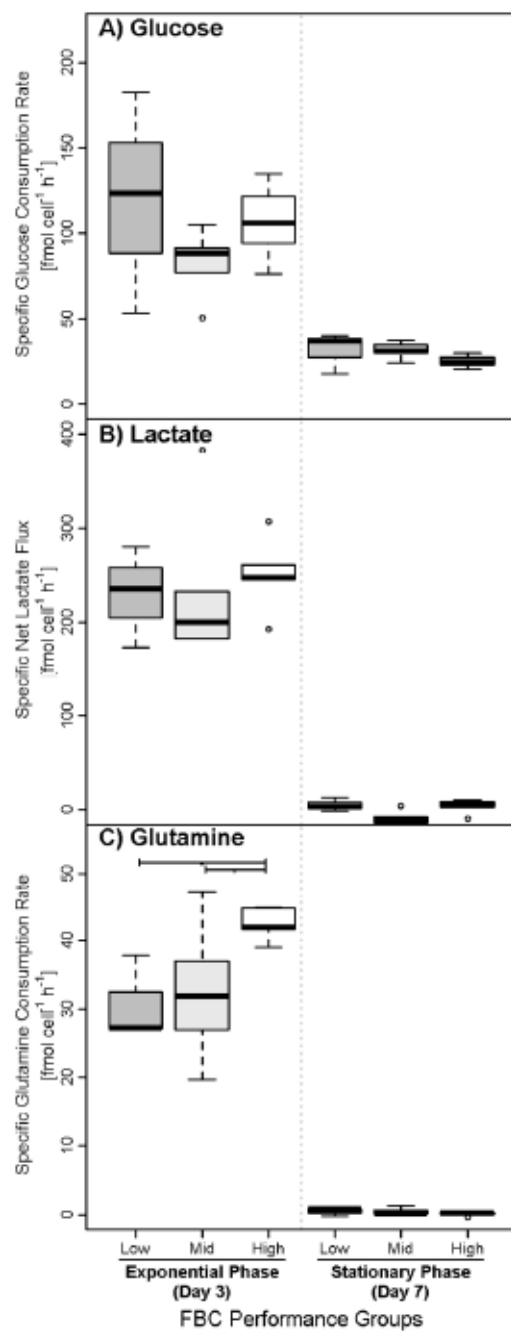 A) Glucose
Specific Glucose Consumption Rate
[fmol cell⁻¹ h⁻¹]
200
150
100
50
0
B) Lactate
Specific Net Lactate Flux
[fmol cell⁻¹ h⁻¹]
400
300
200
100
0
C) Glutamine
Specific Glutamine Consumption Rate
[fmol cell⁻¹ h⁻¹]
50
40
30
20
10
0
Low Mid High Low Mid High
Exponential Phase Stationary Phase
(Day 3) (Day 7)
FBC Performance Groups